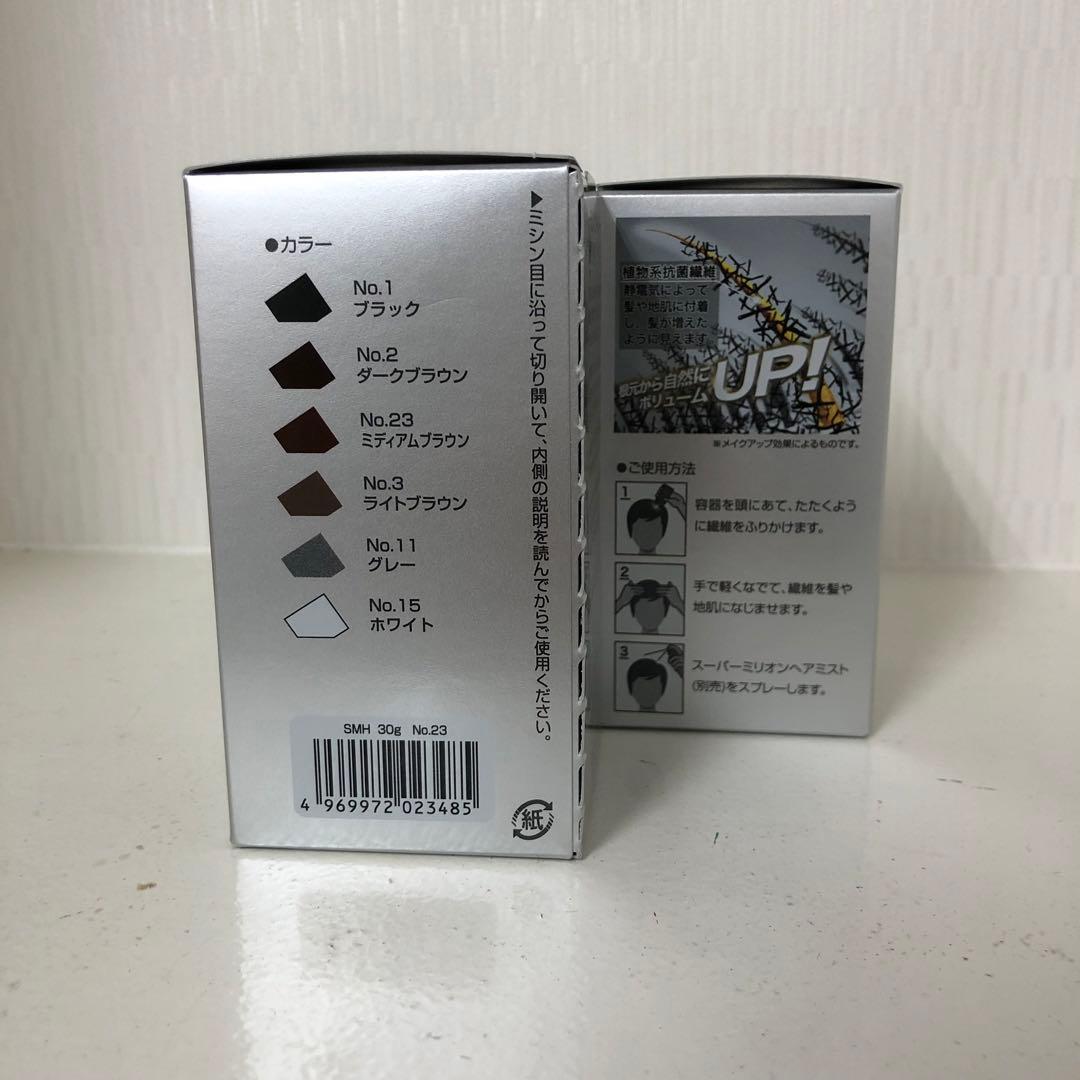 ●カラー
No.1
ブラック
No.2
ダークブラウン
No.23
ミディアムブラウン
No.3
ライトブラウン
No.11
グレー
No.15
ホワイト
▶ミシン目に沿って切り開いて、内側の説明を読んでからご使用ください。
SMH 30g No.23
4 969972 023485
紙
植物系抗菌繊維
静電気によって
髪や地肌に付着
し、髪が増えた
ように見えます。
根元から自然に
ボリューム
UP!
※メイクアップ効果によるものです。
●ご使用方法
1
容器を頭にあて、たたくよう
に繊維をふりかけます。
2
手で軽くなでて、繊維を髪や
地肌になじませます。
3
スーパーミリオンヘアミスト
(別売)をスプレーします。